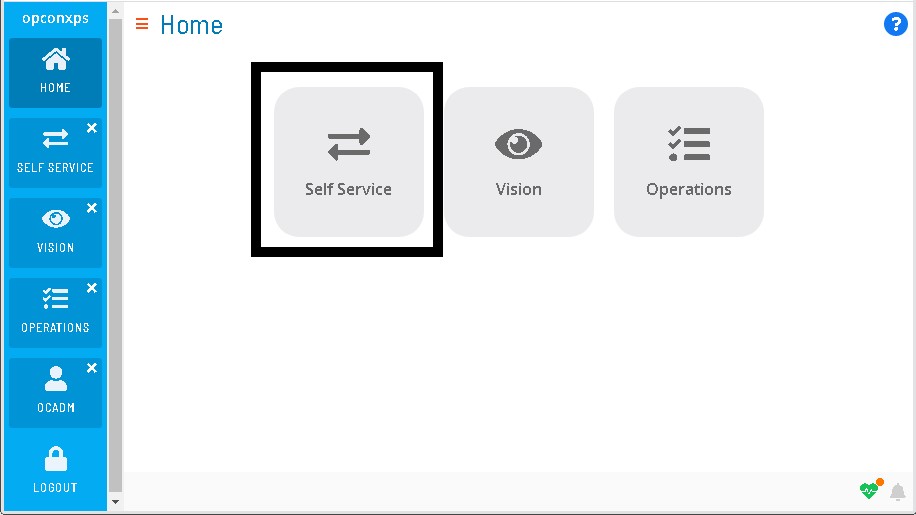 opconxps
HOME
SELF SERVICE
VISION
OPERATIONS
OCADM
LOGOUT
Home
?
Self Service
Vision
Operations